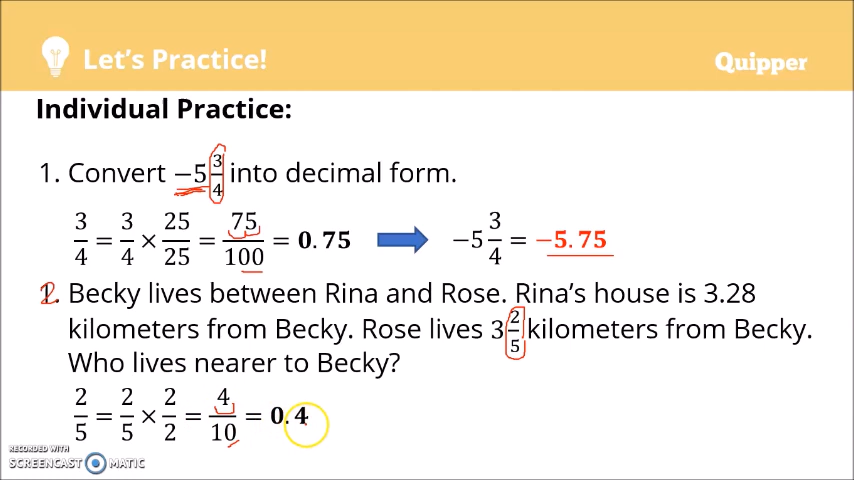 Let's Practice!
Quipper
Individual Practice:
1. Convert −5 3/4 into decimal form.
3/4 = 3/4 × 25/25 = 75/100 = 0.75 −5 3/4 = −5.75
2. Becky lives between Rina and Rose. Rina's house is 3.28
kilometers from Becky. Rose lives 3 2/5 kilometers from Becky.
Who lives nearer to Becky?
2/5 = 2/5 × 2/2 = 4/10 = 0.4
RECORDED WITH
SCREENCAST MATIC